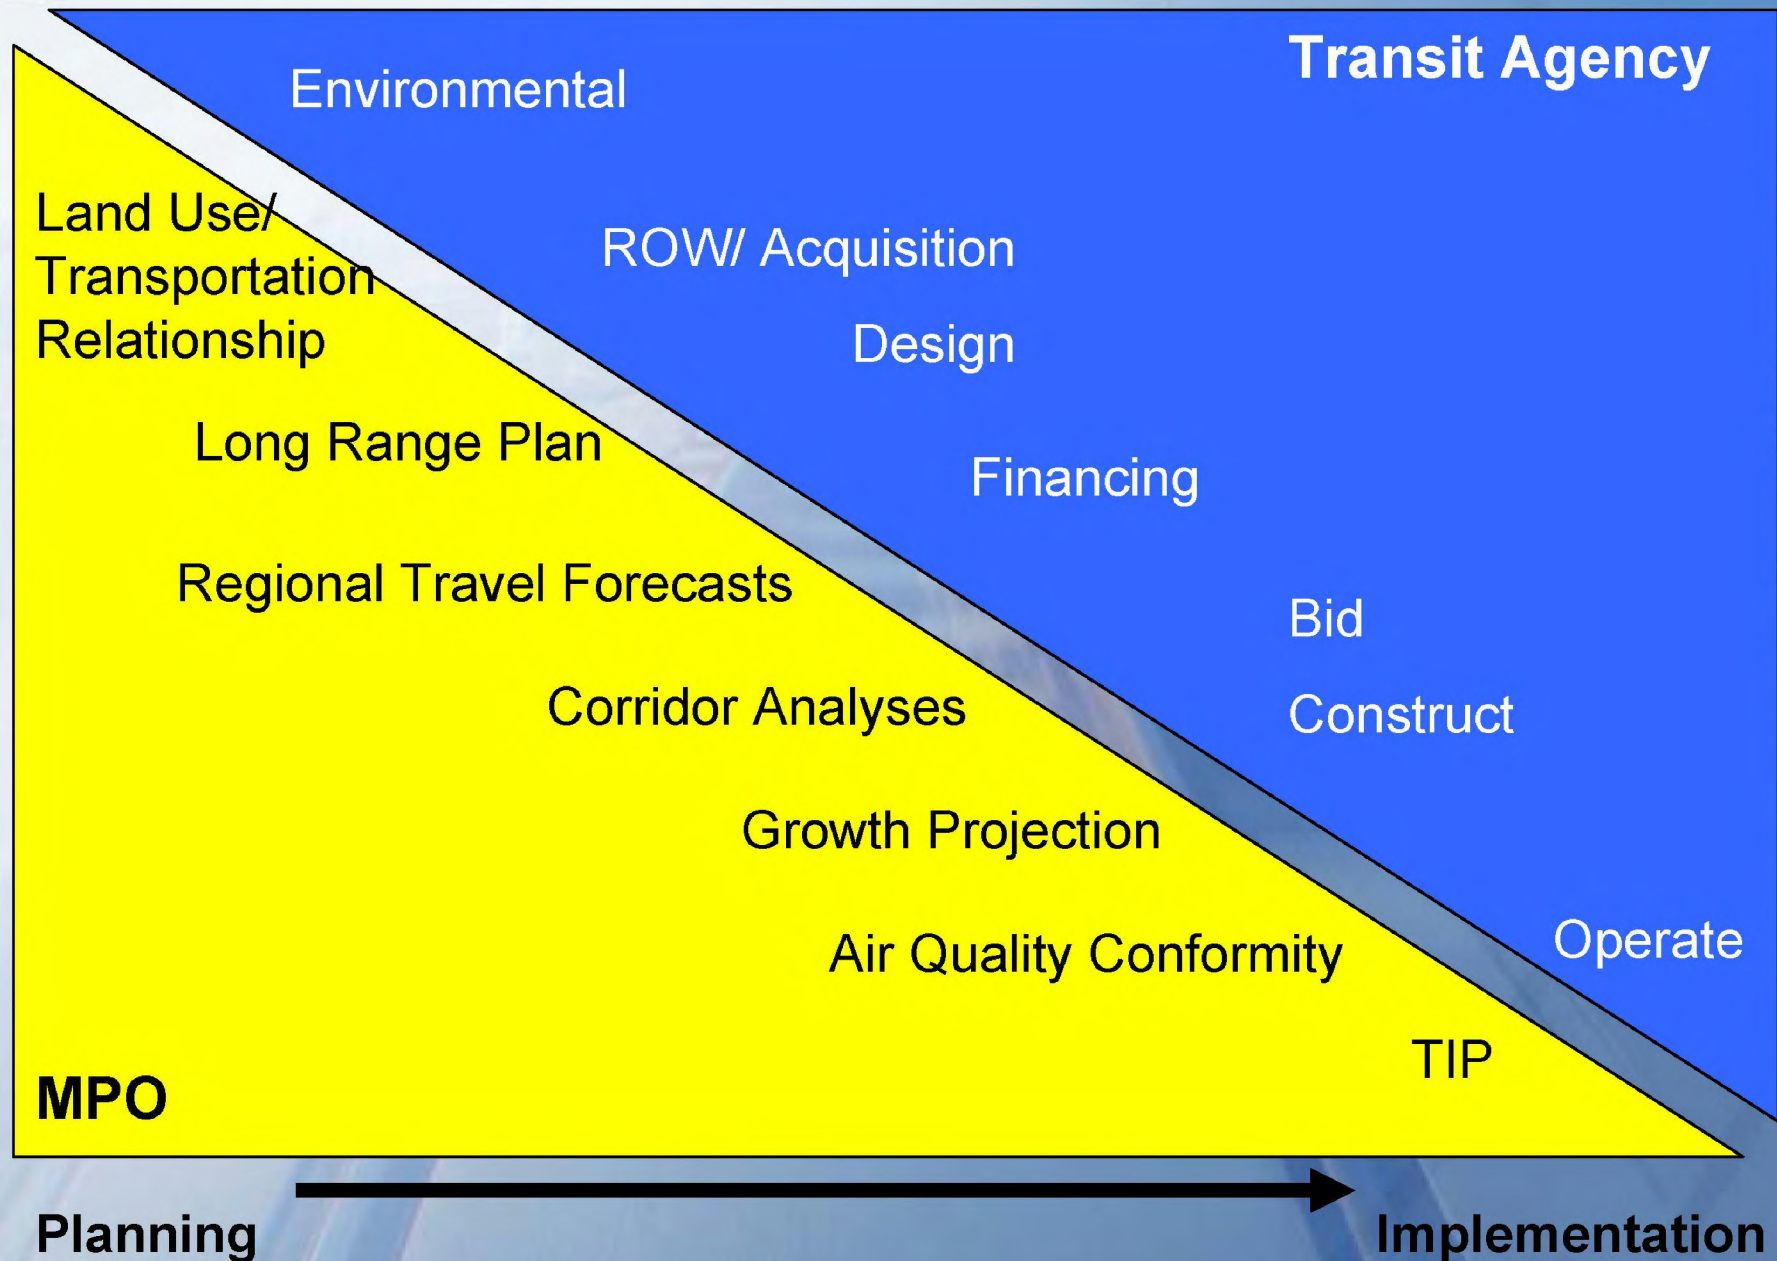 Transit Agency
Environmental
ROW/ Acquisition
Design
Financing
Bid
Construct
Operate
Land Use/
Transportation
Relationship
Long Range Plan
Regional Travel Forecasts
Corridor Analyses
Growth Projection
Air Quality Conformity
TIP
MPO
Planning
Implementation